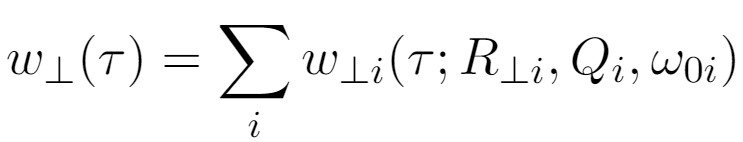 w⊥(τ) = ∑ᵢ w⊥ᵢ(τ; R⊥ᵢ, Qᵢ, ω₀ᵢ)